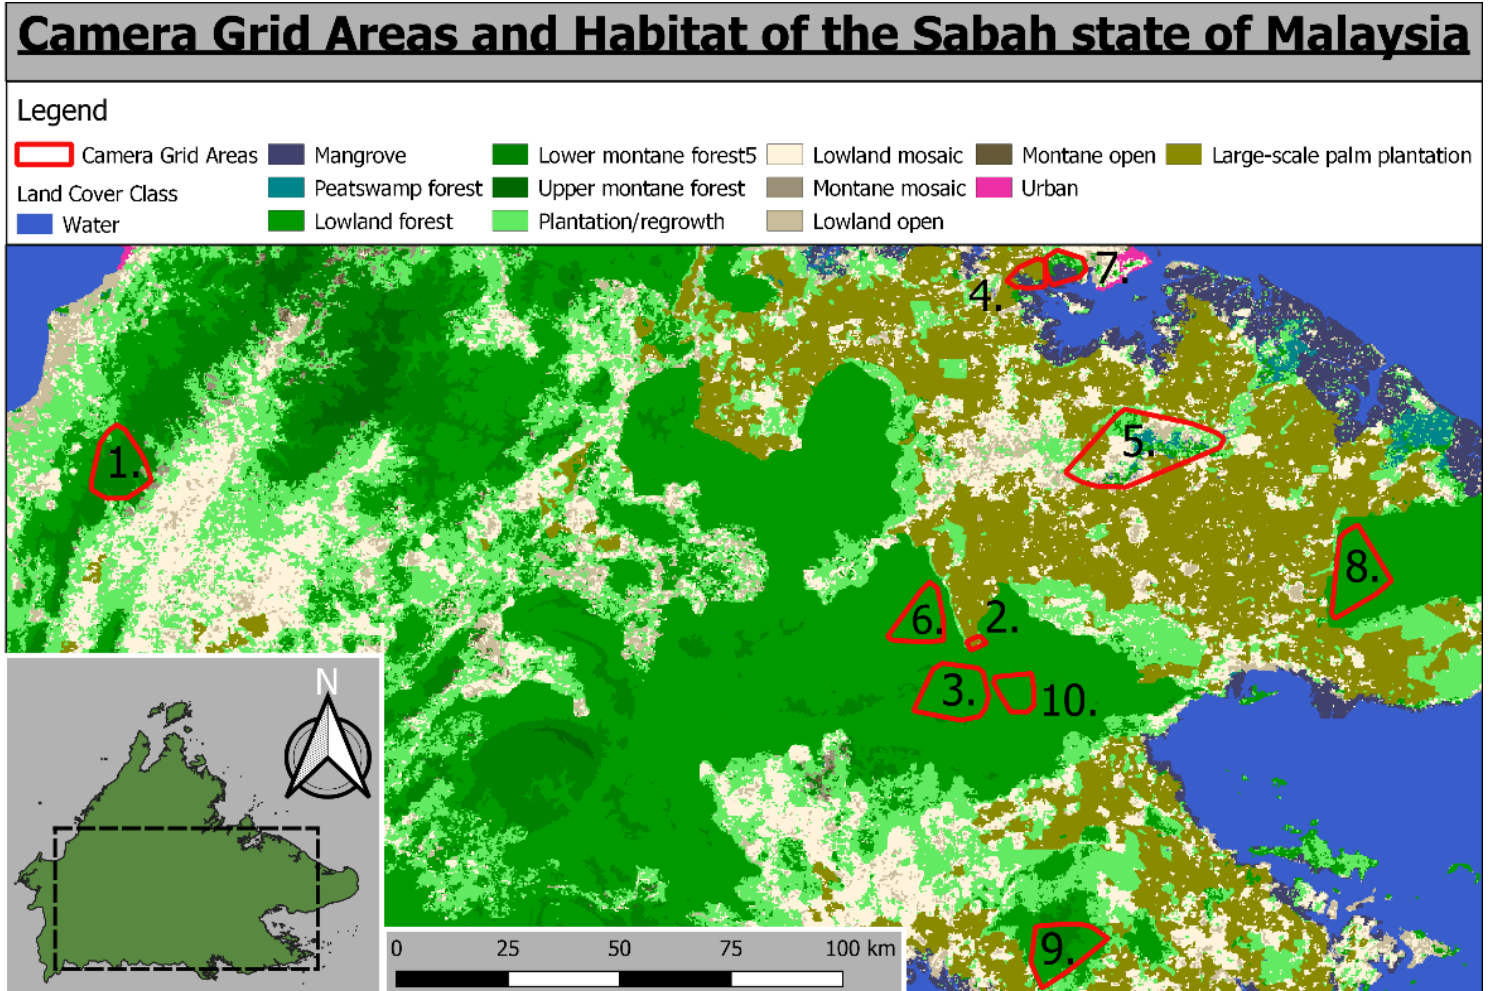 Camera Grid Areas and Habitat of the Sabah state of Malaysia
Legend
Camera Grid Areas
Land Cover Class
Water
Mangrove
Peatswamp forest
Lowland forest
Lower montane forest5
Upper montane forest
Plantation/regrowth
Lowland mosaic
Montane mosaic
Lowland open
Montane open
Urban
Large-scale palm plantation
7.
4.
5.
1.
8.
6.
2.
3.
10.
9.
N
0 25 50 75 100 km